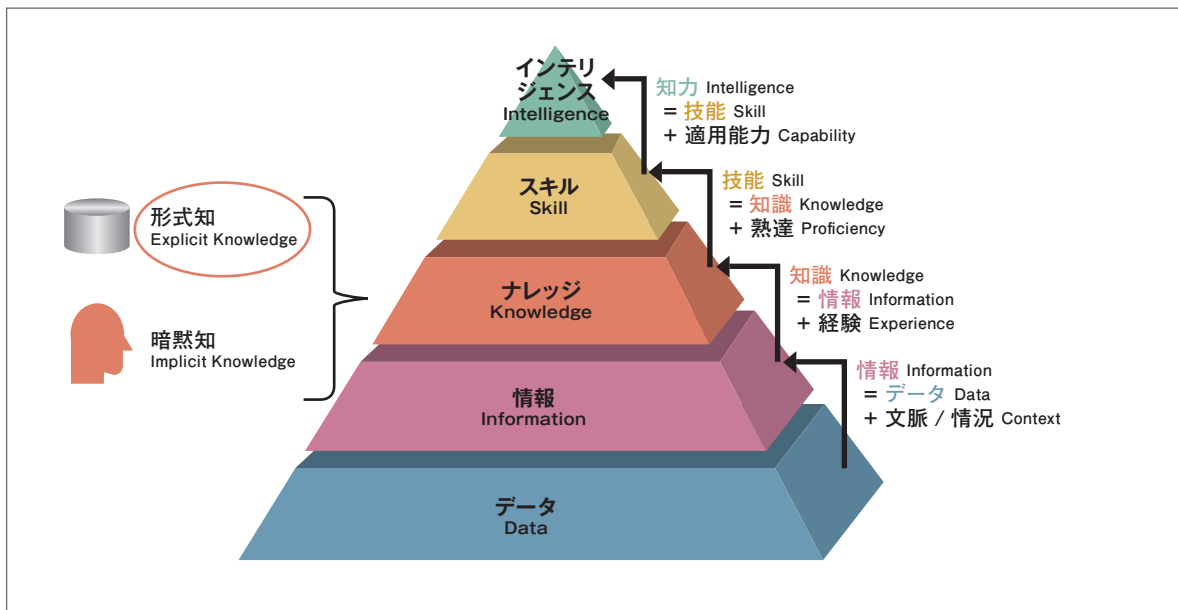 インテリ
ジェンス
Intelligence
知力 Intelligence
= 技能 Skill
+ 適用能力 Capability
スキル
Skill
技能 Skill
= 知識 Knowledge
+ 熟達 Proficiency
形式知
Explicit Knowledge
ナレッジ
Knowledge
知識 Knowledge
= 情報 Information
+ 経験 Experience
暗黙知
Implicit Knowledge
情報
Information
情報 Information
= データ Data
+ 文脈 / 情況 Context
データ
Data